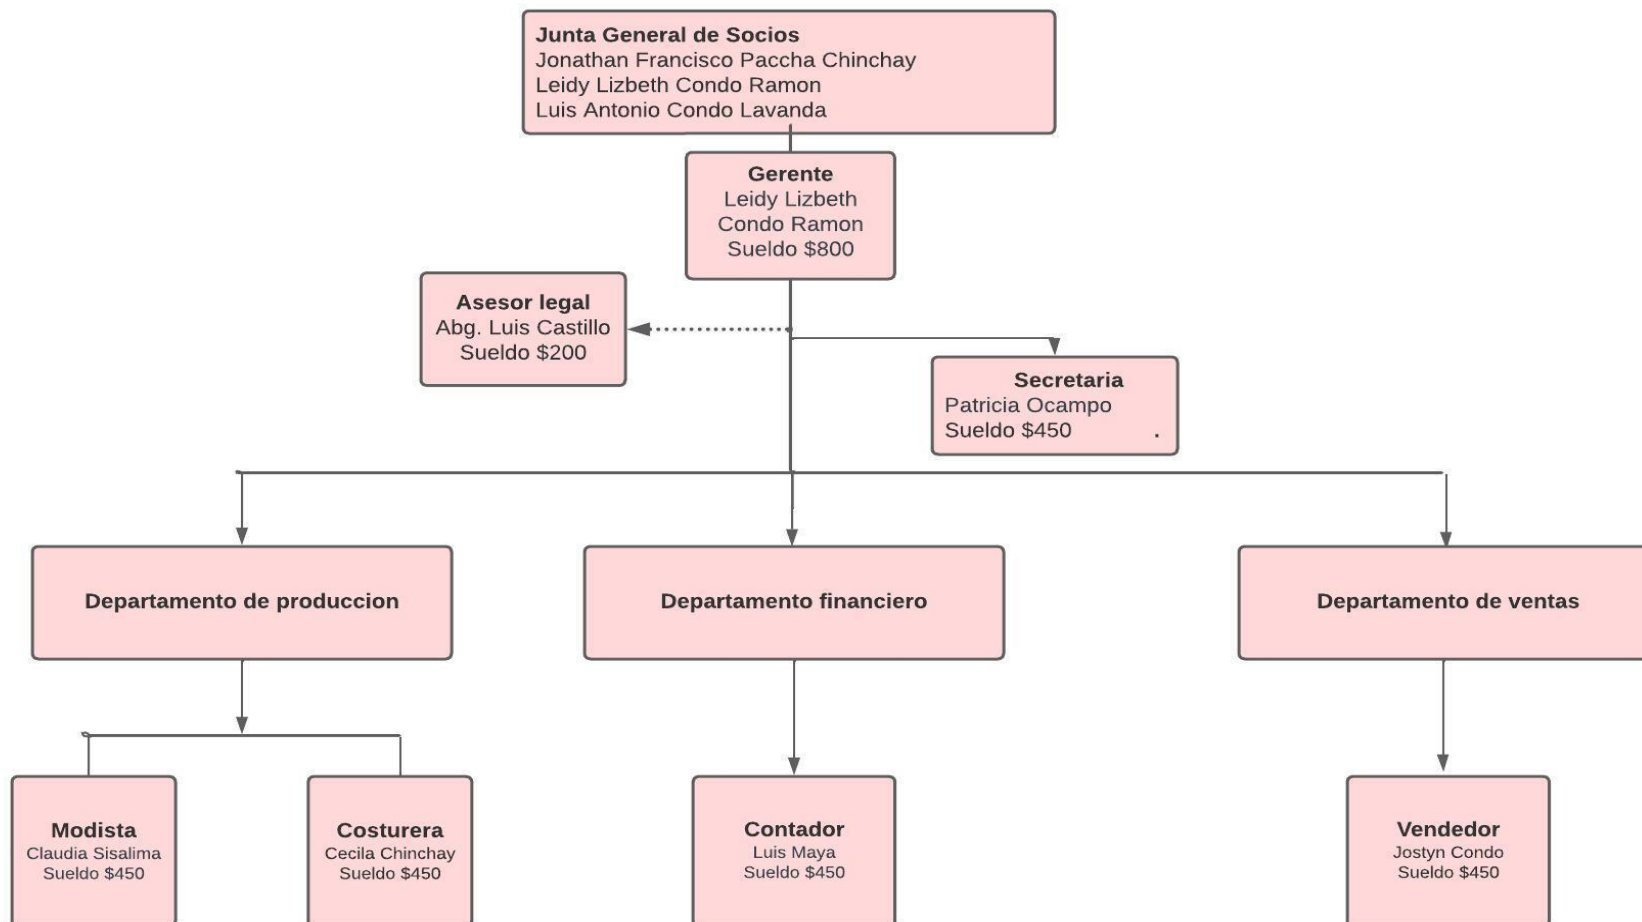 Junta General de Socios
Jonathan Francisco Paccha Chinchay
Leidy Lizbeth Condo Ramon
Luis Antonio Condo Lavanda
Gerente
Leidy Lizbeth
Condo Ramon
Sueldo $800
Asesor legal
Abg. Luis Castillo
Sueldo $200
Secretaria
Patricia Ocampo
Sueldo $450 .
Departamento de produccion
Departamento financiero
Departamento de ventas
Modista
Claudia Sisalima
Sueldo $450
Costurera
Cecila Chinchay
Sueldo $450
Contador
Luis Maya
Sueldo $450
Vendedor
Jostyn Condo
Sueldo $450